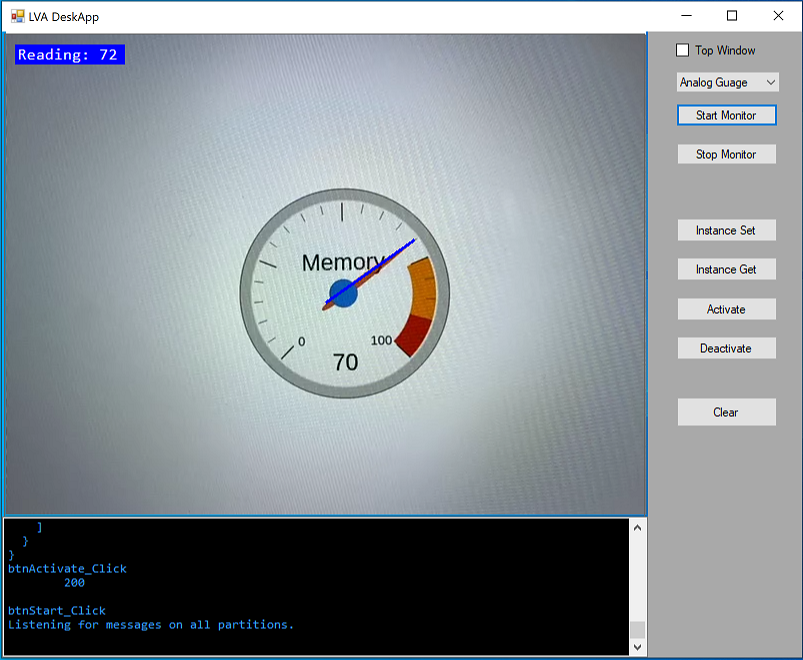 LVA DeskApp
Reading: 72
Memory
0
100
70
Top Window
Analog Guage
Start Monitor
Stop Monitor
Instance Set
Instance Get
Activate
Deactivate
Clear
]
}
}
btnActivate_Click
200
btnStart_Click
Listening for messages on all partitions.